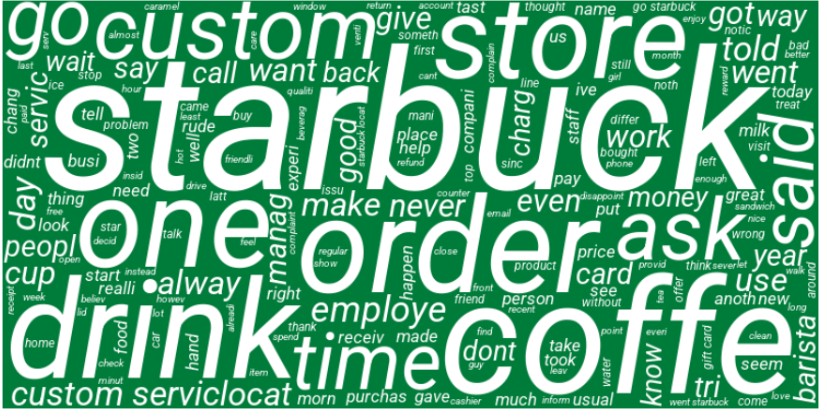 caramel window return account tast thought name go starbuck enjoy
go custom give store got way
serv almost care venti someth us notic
last wait say call want back first complain still month told bad better
chang paid servic ice stop hour qualiti cant girl noth reward went today treat
starbuck
tell problem came least rude buy beverag good starbuck locat mani compani line charg ive staff differ
two hot well friendli experi place help refund top sinc work bought phone left milk visit
didnt busi insid drive latt issu counter pay enough said
day thing need make never email even disappoint put money great sandwich
free look star decid one talk feel manag complaint order ask nice wrong
peopl open regular show happen close product price provid think severlet year
cup start instead realli alway right front friend person recent card see without offer tea use walk around
receipt week believ howev employe anoth new
drink lid lot alreadi thank spend receiv made coffe point everi gift card long
home food car hand time find dont guy take took leav water know clean seem barista
check minut item tri
custom servic locat morn purchas gave cashier much inform usual went starbuck come love